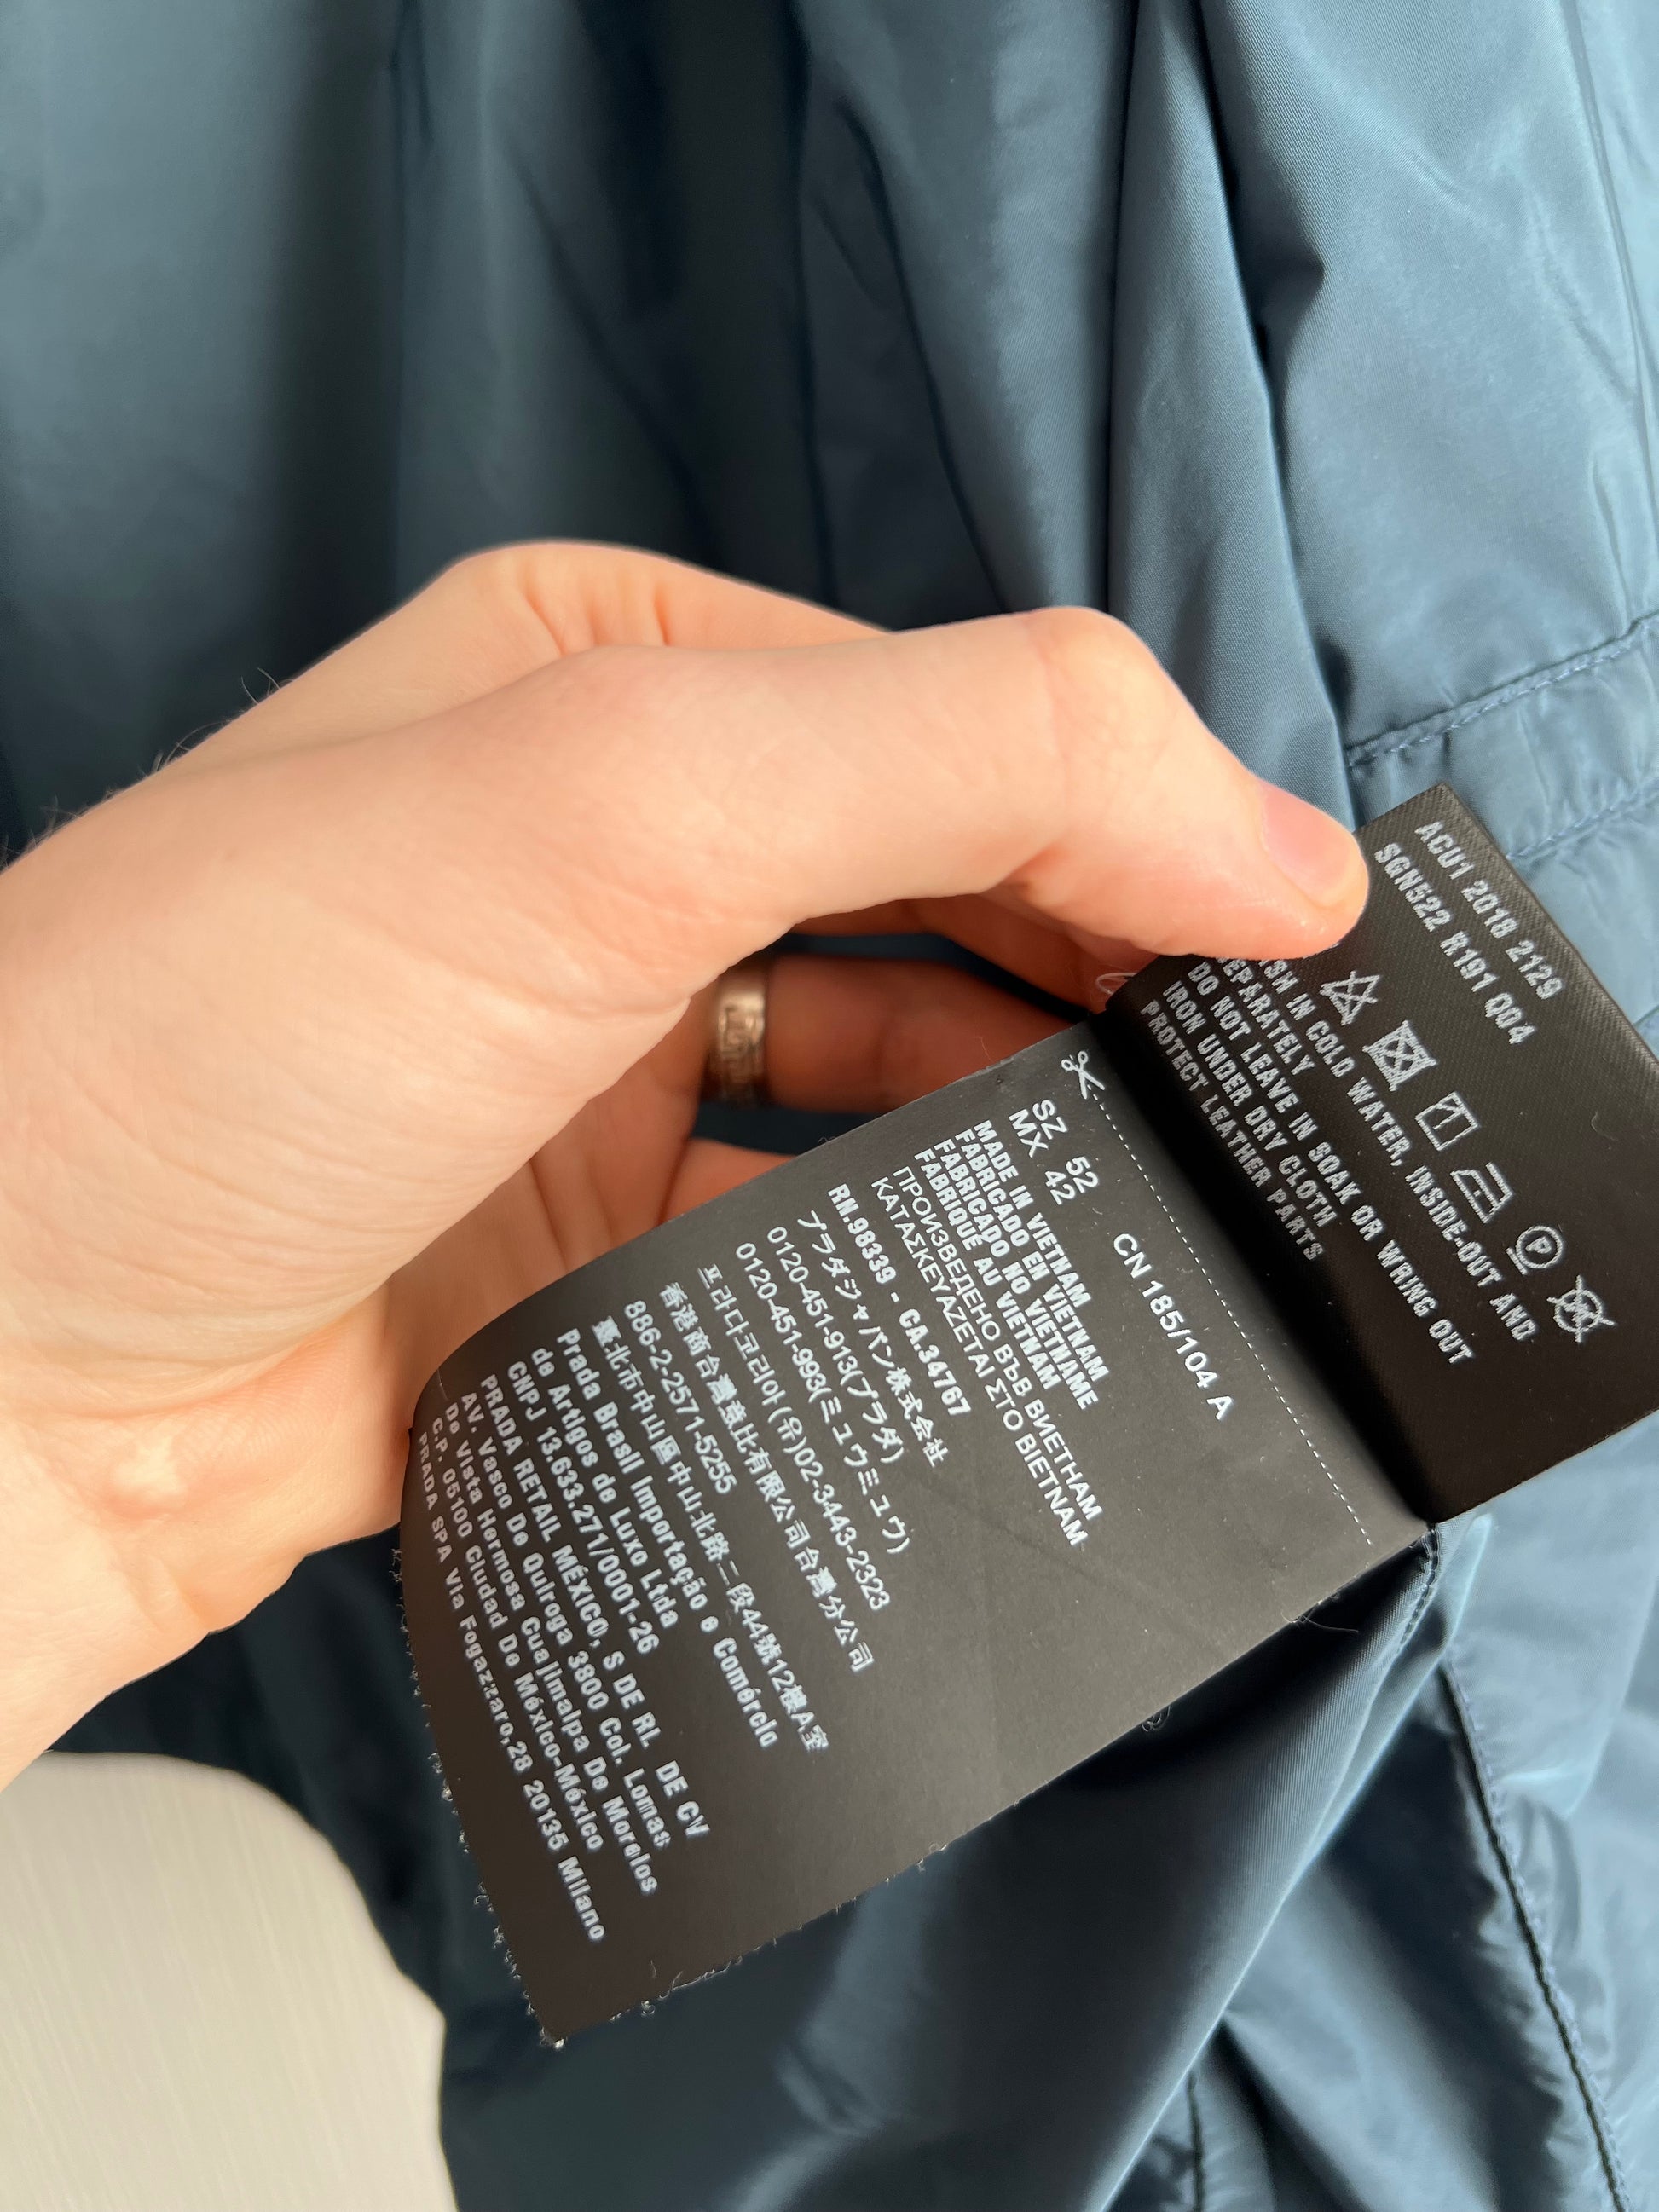 ACU1 2018 2129
SGN522 R191 Q04
IN COLD WATER, INSIDE-OUT AND
DO NOT LEAVE IN SOAK OR WRING OUT
IRON UNDER DRY CLOTH
PROTECT LEATHER PARTS
SZ 52 CN 185/104 A
MX 42
MADE IN VIETNAM
FABRICADO EN VIETNAM
FABRICADO NO VIETNAME
FABRIQUÉ AU VIETNAM
ПРОИЗВЕДЕНО ВЪВ ВИЕТНАМ
ΚΑΤΑΣΚΕΥΑΖΕΤΑΙ ΣΤΟ ΒΙΕΤΝΑΜ
RN.98339 - CA.34767
プラダジャパン株式会社
0120-451-913(プラダ)
0120-451-993(ミュウミュウ)
프라다코리아(유)02-3443-2323
香港商台灣薏比有限公司台灣分公司
886-2-2571-5255
臺北市中山區中山北路二段44號12樓A室
Prada Brasil Importação e Comércio
de Artigos de Luxo Ltda
CNPJ 13.633.271/0001-26
PRADA RETAIL MÉXICO, S DE Rl. DE CV
AV. Vasco De Quiroga 3800 Col. Lomas
De Vista Hermosa Cuajimalpa De Morelos
C.P. 05100 Ciudad De México-México
PRADA SPA Via Fogazzaro,28 20135 Milano